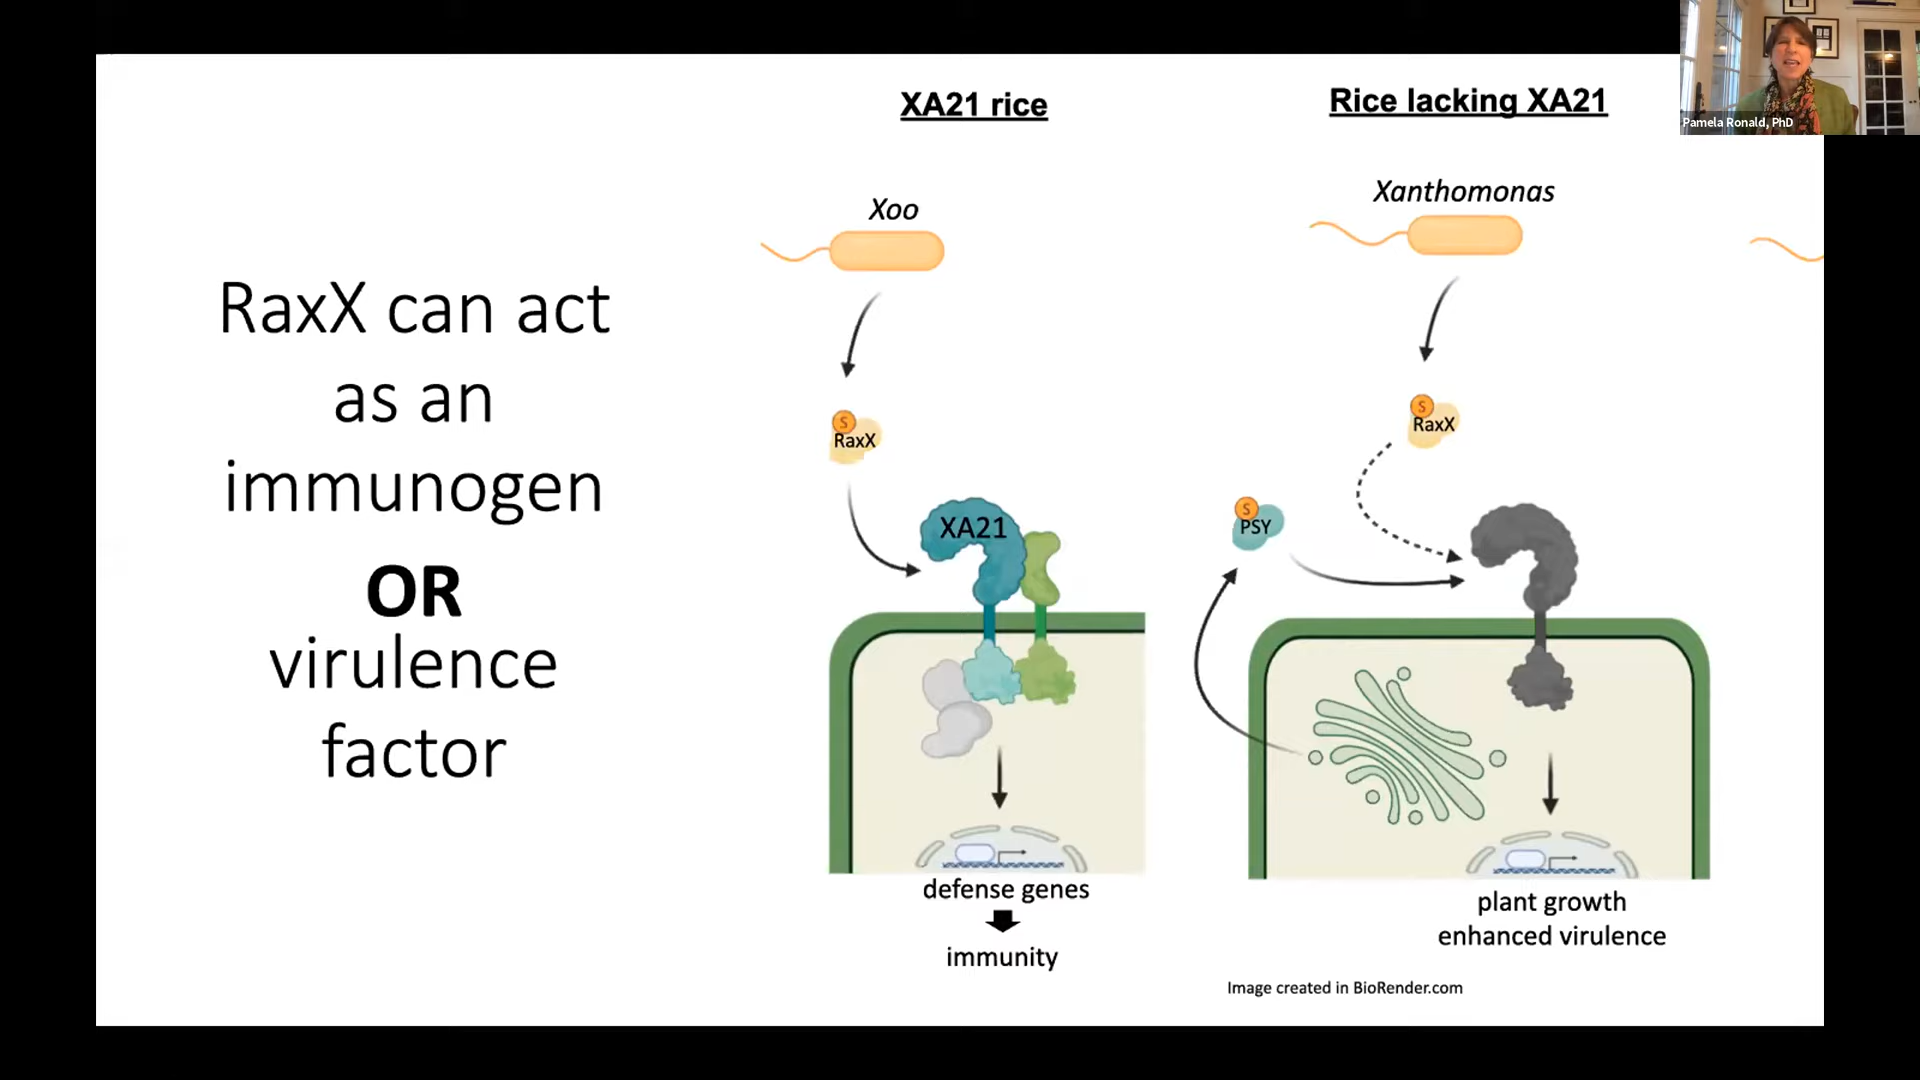 RaxX can act
as an
immunogen
OR
virulence
factor
XA21 rice
Xoo
S
RaxX
XA21
defense genes
immunity
Rice lacking XA21
Xanthomonas
S
RaxX
S
PSY
plant growth
enhanced virulence
Image created in BioRender.com
Pamela Ronald, PhD